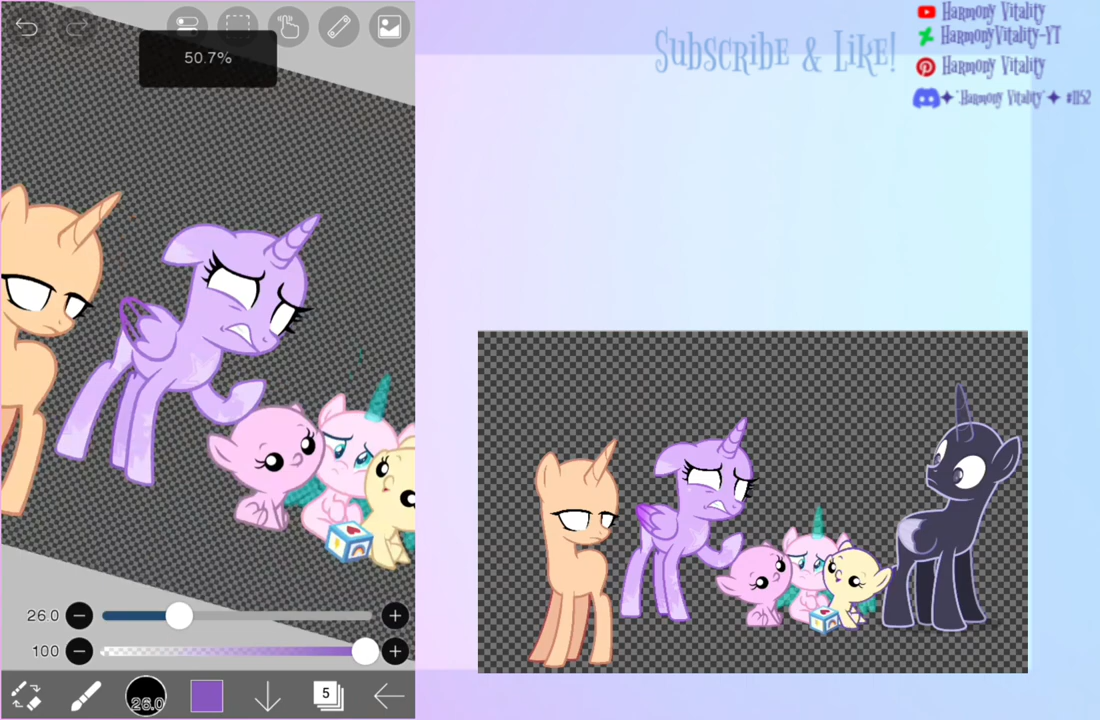 50.7%
Subscribe & Like!
Harmony Vitality
HarmonyVitality-YT
Harmony Vitality
✦˚.Harmony Vitality˚✦ #1152
26.0
100
26.0
5